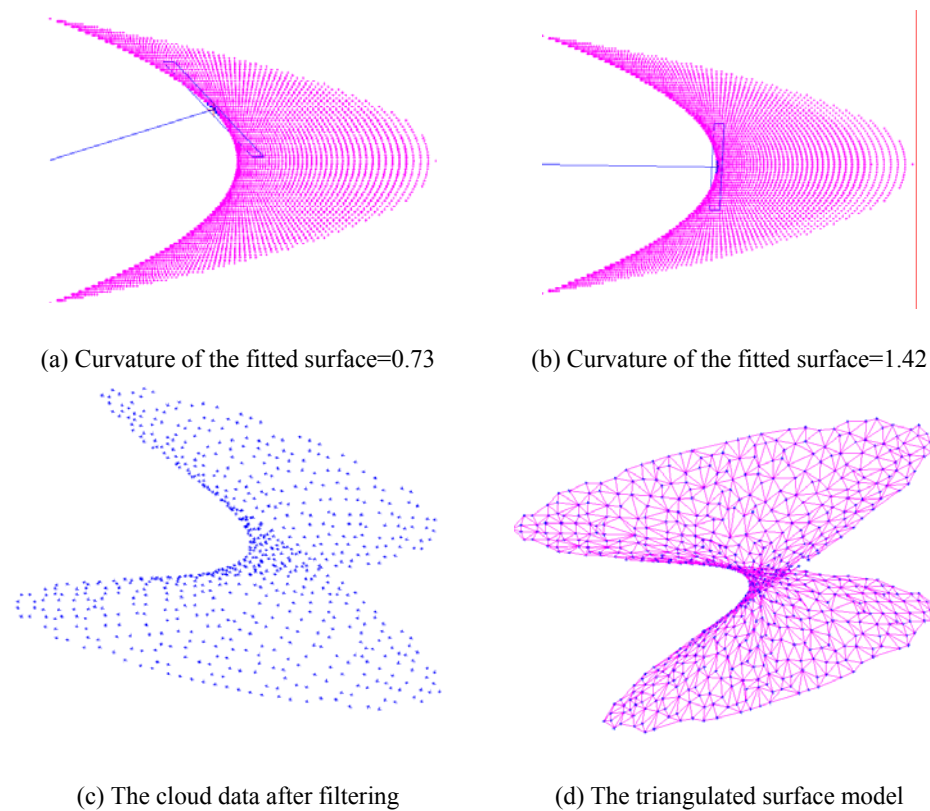 (a) Curvature of the fitted surface=0.73
(b) Curvature of the fitted surface=1.42
(c) The cloud data after filtering
(d) The triangulated surface model